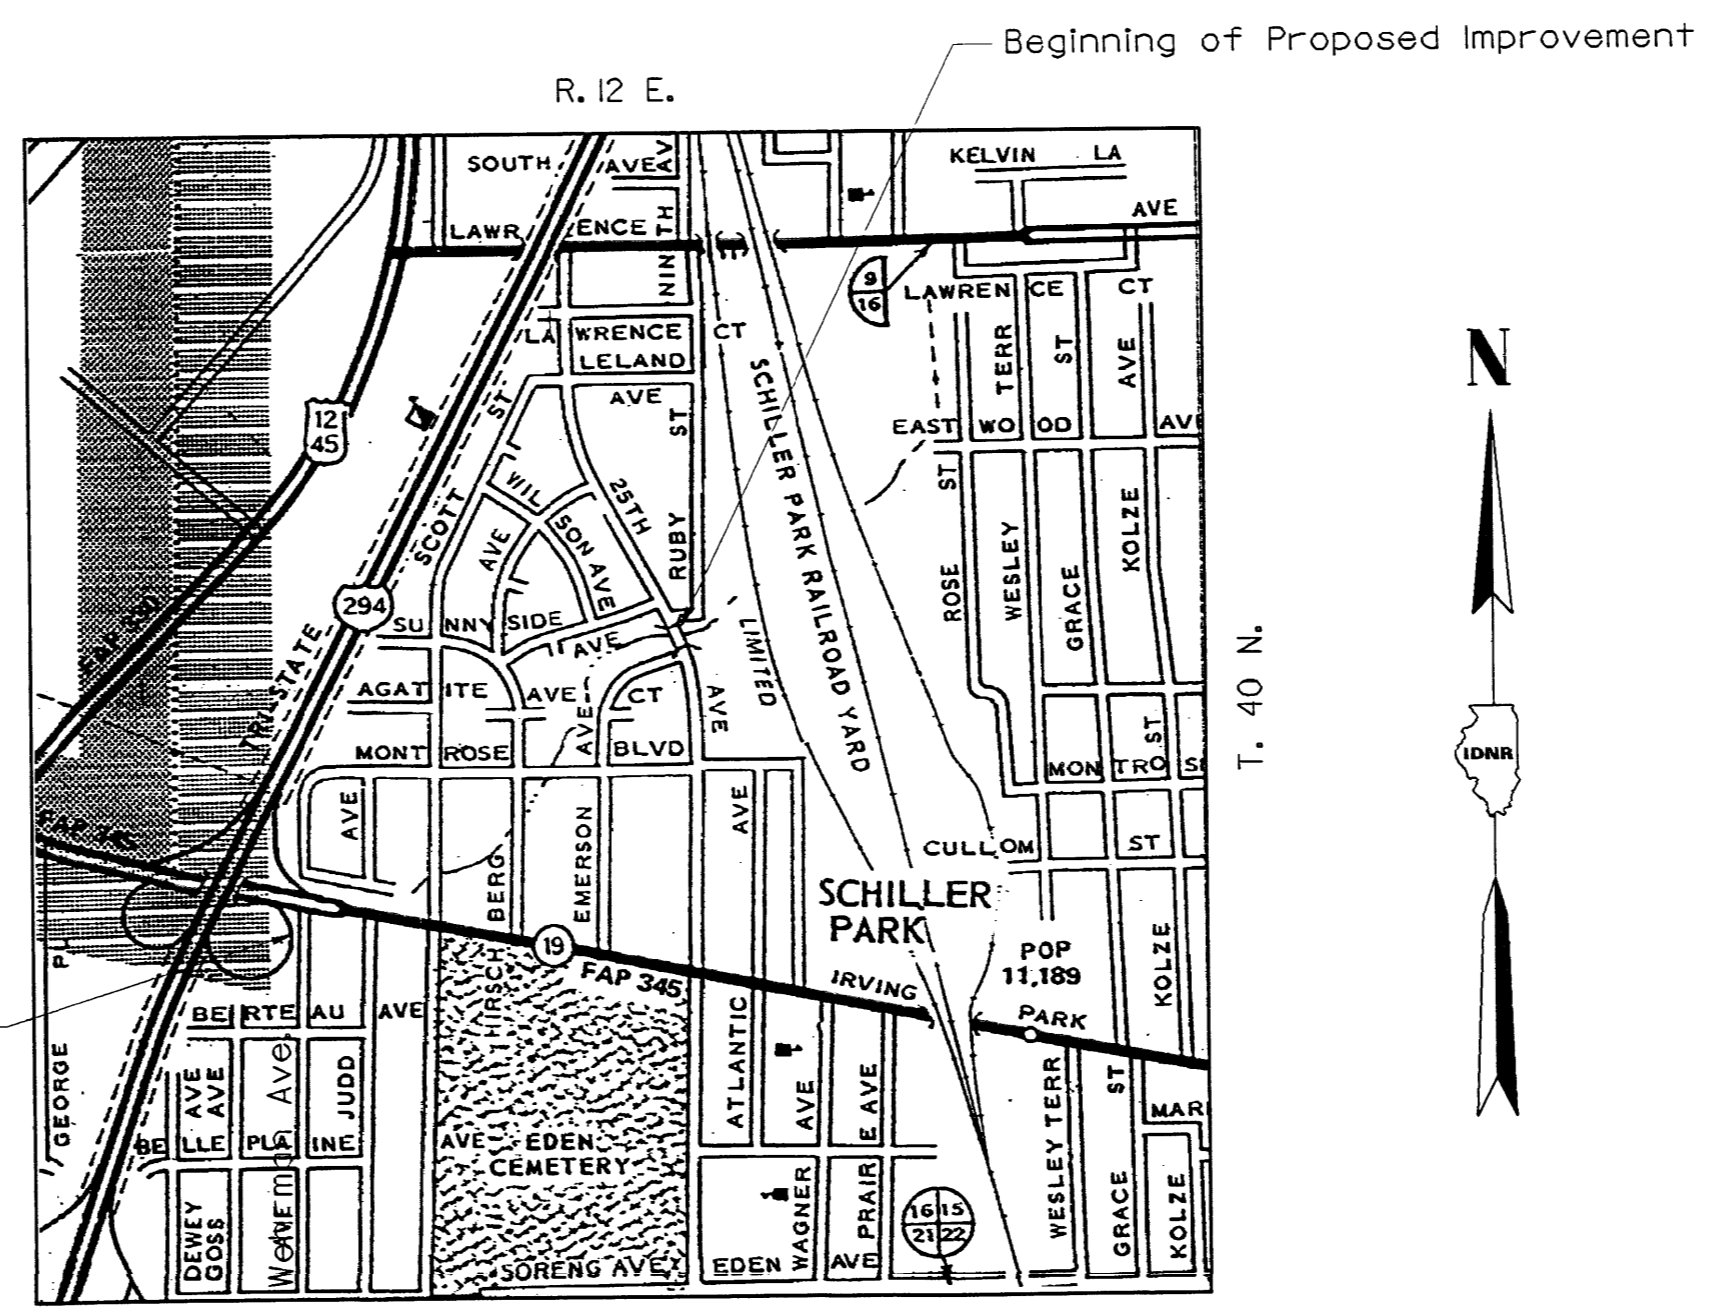 Beginning of Proposed Improvement
R. 12 E.
SOUTH AVE
AV
KELVIN LA
AVE
LAWR ENCE
NINTH
9
16
LAWREN CE CT
LA WRENCE CT
LELAND
AVE
TERR
ST
AVE
SCHILLER PARK RAILROAD YARD
12
45
ST
ST
EAST WO OD AV
N
25TH
WIL SON AVE
SCOTT
AVE
RUBY
ST
WESLEY
KOLZE
ROSE
GRACE
294
SU NNY SIDE
AVE
LIMITED
TRI-STATE
AGAT ITE AVE CT
AVE
AVE
T. 40 N.
IDNR
MONT ROSE BLVD
ST
MON TRO S
FAP 345
AVE
AVE
CULLOM ST
BERG
EMERSON
SCHILLER
PARK
POP
11,189
19
FAP 345
IRVING
PARK
HIRSCH
KOLZE
BE RTE AU AVE
GEORGE
P
AVE
AVE
Ave.
JUDD
ATLANTIC
AVE
E AVE
WESLEY TERR
ST
MAR
BE LLE PLA INE
AVE
EDEN
CEMETERY
DEWEY
GOSS
WAGNER
PRAIR
16 15
21 22
GRACE
KOLZE
SORENG AVE
EDEN AVE